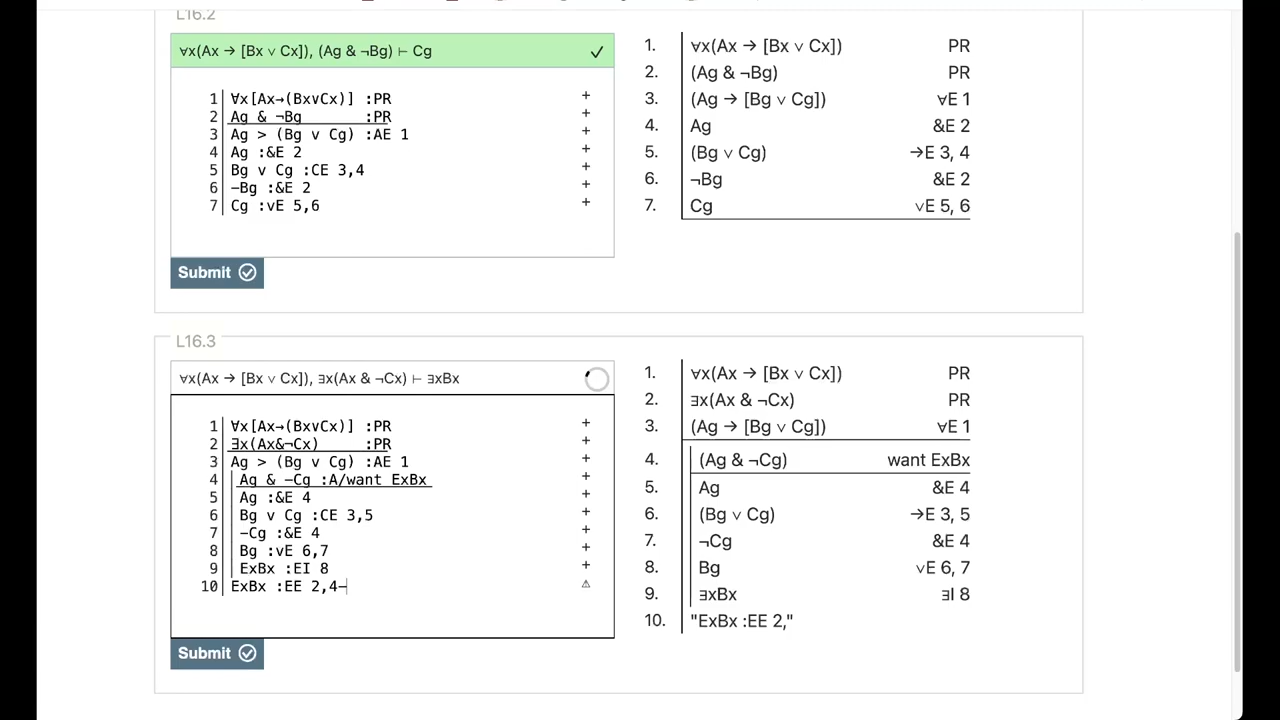 L16.2
∀x(Ax → [Bx ∨ Cx]), (Ag & ¬Bg) ⊢ Cg ✓
1 ∀x[Ax→(Bx∨Cx)] :PR +
2 Ag & ¬Bg :PR +
3 Ag > (Bg v Cg) :AE 1 +
4 Ag :&E 2 +
5 Bg v Cg :CE 3,4 +
6 −Bg :&E 2 +
7 Cg :vE 5,6 +
Submit
1. ∀x(Ax → [Bx ∨ Cx]) PR
2. (Ag & ¬Bg) PR
3. (Ag → [Bg ∨ Cg]) ∀E 1
4. Ag &E 2
5. (Bg ∨ Cg) →E 3, 4
6. ¬Bg &E 2
7. Cg ∨E 5, 6
L16.3
∀x(Ax → [Bx ∨ Cx]), ∃x(Ax & ¬Cx) ⊢ ∃xBx
1 ∀x[Ax→(Bx∨Cx)] :PR +
2 ∃x(Ax&¬Cx) :PR +
3 Ag > (Bg v Cg) :AE 1 +
4 Ag & −Cg :A/want ExBx +
5 Ag :&E 4 +
6 Bg v Cg :CE 3,5 +
7 −Cg :&E 4 +
8 Bg :vE 6,7 +
9 ExBx :EI 8 +
10 ExBx :EE 2,4− ⚠
Submit
1. ∀x(Ax → [Bx ∨ Cx]) PR
2. ∃x(Ax & ¬Cx) PR
3. (Ag → [Bg ∨ Cg]) ∀E 1
4. (Ag & ¬Cg) want ExBx
5. Ag &E 4
6. (Bg ∨ Cg) →E 3, 5
7. ¬Cg &E 4
8. Bg ∨E 6, 7
9. ∃xBx ∃I 8
10. "ExBx :EE 2,"